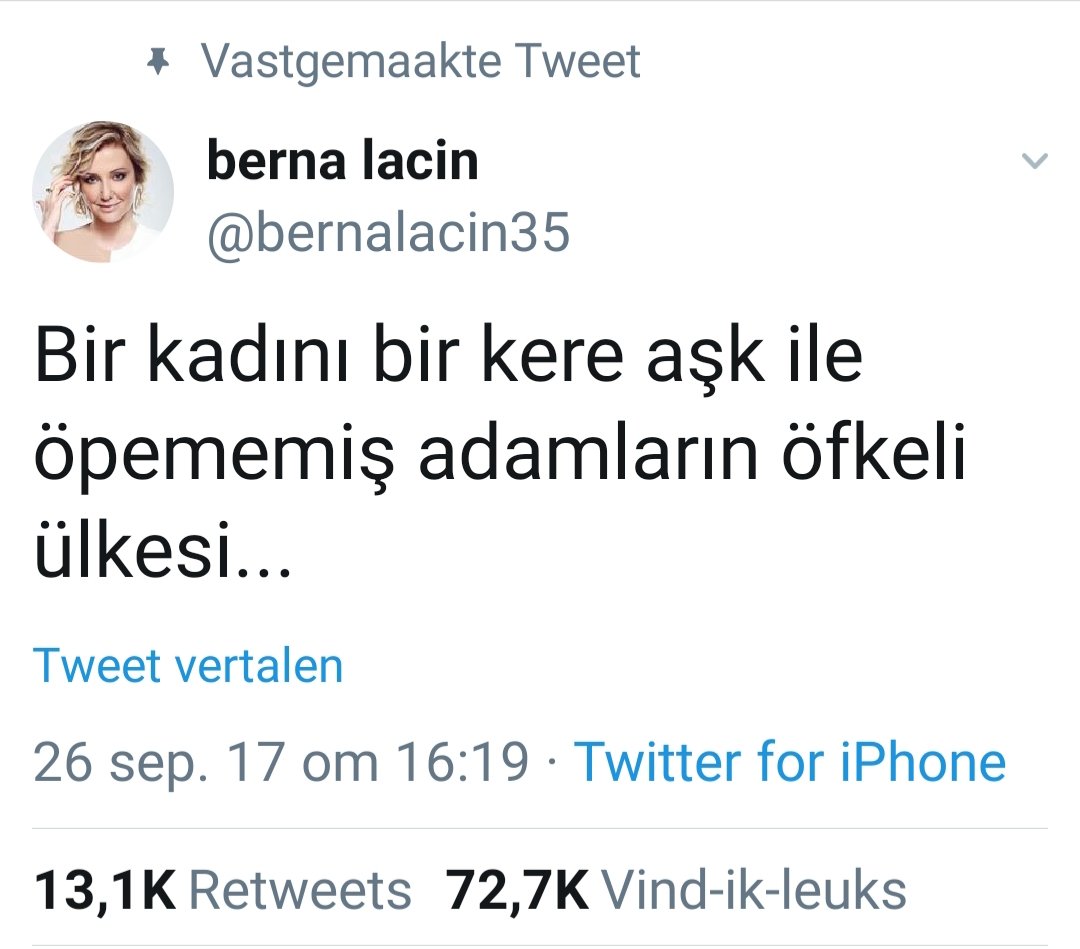 Vastgemaakte Tweet
berna lacin
@bernalacin35
Bir kadını bir kere aşk ile
öpememiş adamların öfkeli
ülkesi...
Tweet vertalen
26 sep. 17 om 16:19 · Twitter for iPhone
13,1K Retweets 72,7K Vind-ik-leuks